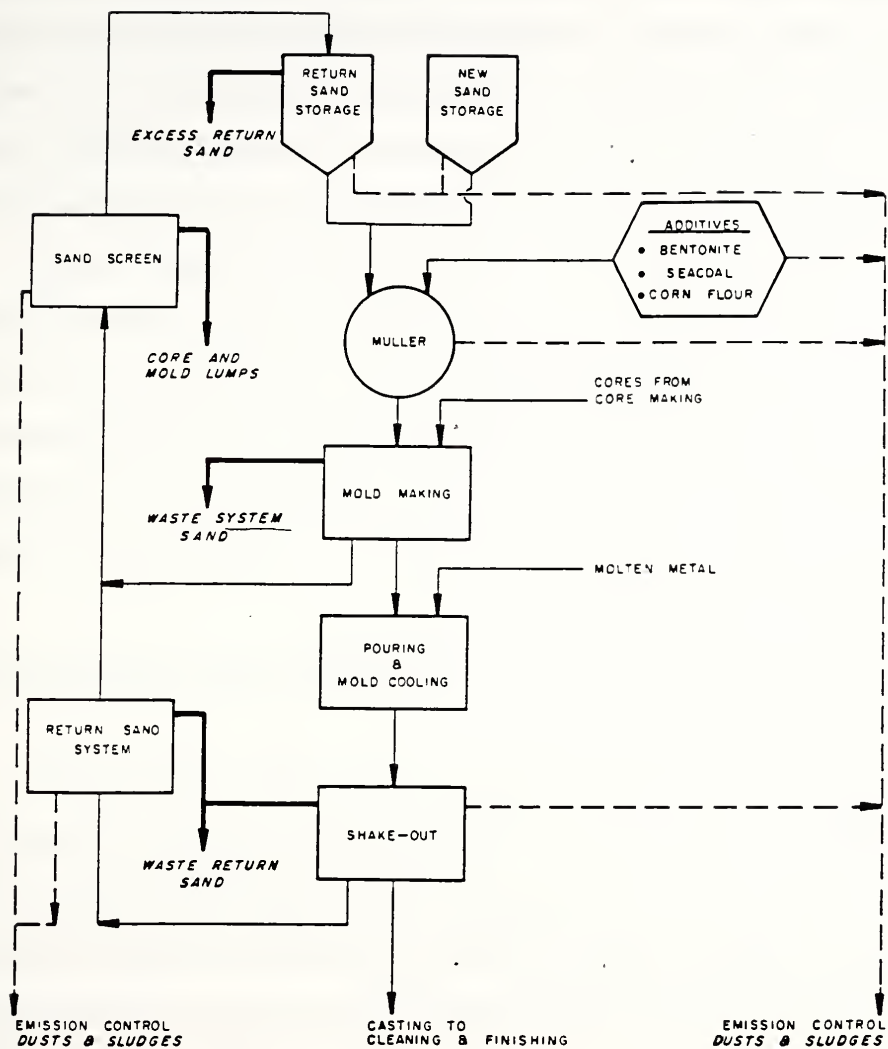 RETURN
SAND
STORAGE
NEW
SAND
STORAGE
EXCESS RETURN
SAND
ADDITIVES
• BENTONITE
• SEACOAL
• CORN FLOUR
SAND SCREEN
MULLER
CORE AND
MOLD LUMPS
CORES FROM
CORE MAKING
MOLD MAKING
WASTE SYSTEM
SAND
MOLTEN METAL
POURING
&
MOLD COOLING
RETURN SAND
SYSTEM
SHAKE-OUT
WASTE RETURN
SAND
EMISSION CONTROL
DUSTS & SLUDGES
CASTING TO
CLEANING & FINISHING
EMISSION CONTROL
DUSTS & SLUDGES